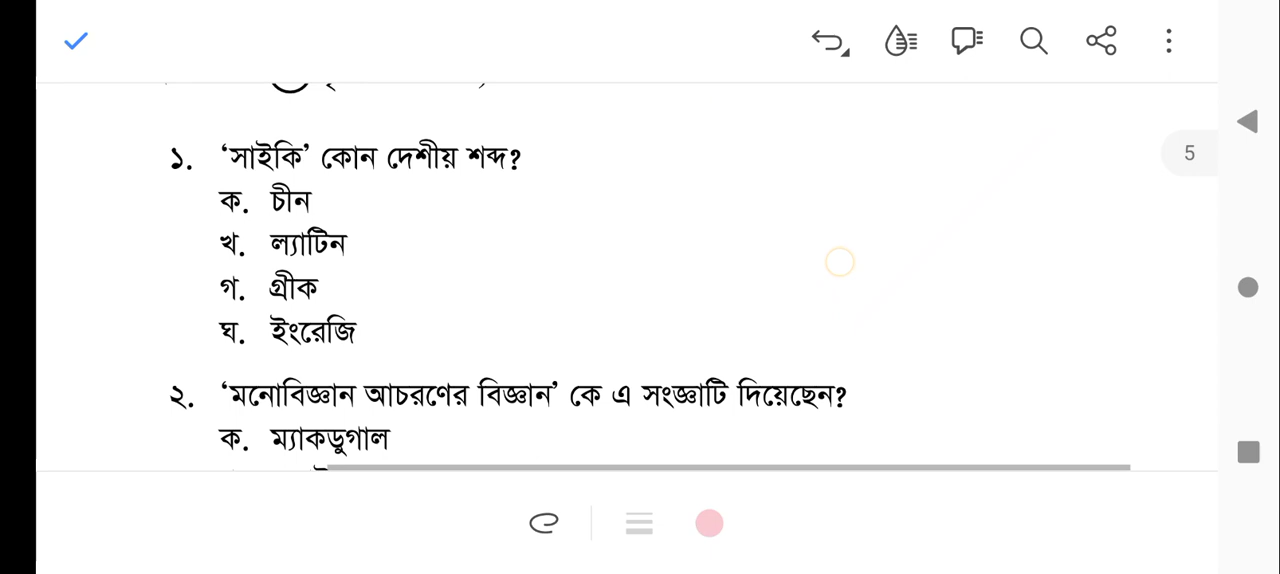 5
১. ‘সাইকি’ কোন দেশীয় শব্দ?
ক. চীন
খ. ল্যাটিন
গ. গ্রীক
ঘ. ইংরেজি
২. ‘মনোবিজ্ঞান আচরণের বিজ্ঞান’ কে এ সংজ্ঞাটি দিয়েছেন?
ক. ম্যাকডুগাল